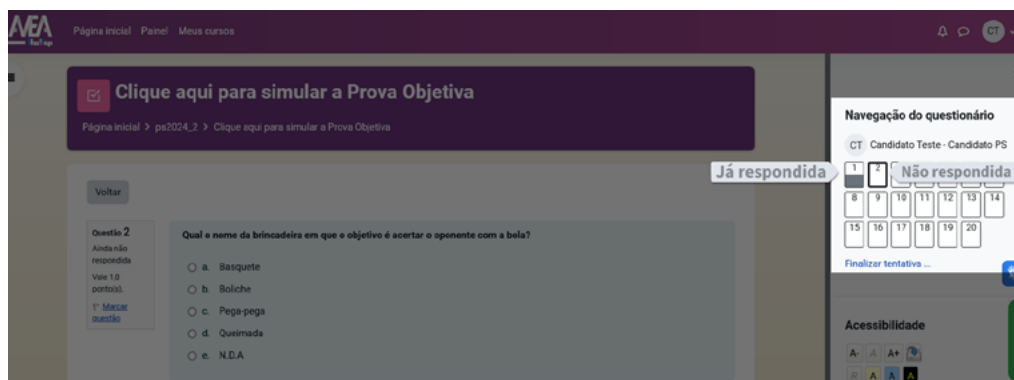 AVEA
Página inicial Painel Meus cursos
CT
Clique aqui para simular a Prova Objetiva
Página inicial > ps2024_2 > Clique aqui para simular a Prova Objetiva
Voltar
Questão 2
Ainda não
respondida
Vale 1,0
ponto(s).
Marcar
questão
Qual o nome da brincadeira em que o objetivo é acertar o oponente com a bola?
a. Basquete
b. Boliche
c. Pega-pega
d. Queimada
e. N.D.A
Navegação do questionário
CT Candidato Teste - Candidato PS
Já respondida
1 2
Não respondida
8 9 10 11 12 13 14
15 16 17 18 19 20
Finalizar tentativa ...
Acessibilidade
A- A A+
R A A A